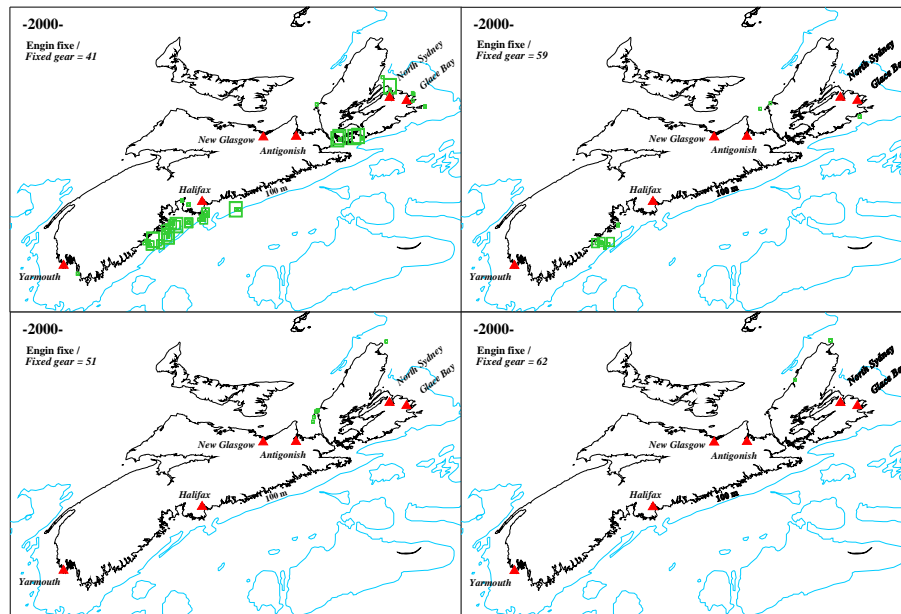 -2000-
Engin fixe /
Fixed gear = 41
North Sydney
Glace Bay
New Glasgow
Antigonish
Halifax
100 m
Yarmouth
-2000-
Engin fixe /
Fixed gear = 59
North Sydney
Glace Bay
New Glasgow
Antigonish
Halifax
100 m
Yarmouth
-2000-
Engin fixe /
Fixed gear = 51
North Sydney
Glace Bay
New Glasgow
Antigonish
Halifax
100 m
Yarmouth
-2000-
Engin fixe /
Fixed gear = 62
North Sydney
Glace Bay
New Glasgow
Antigonish
Halifax
100 m
Yarmouth